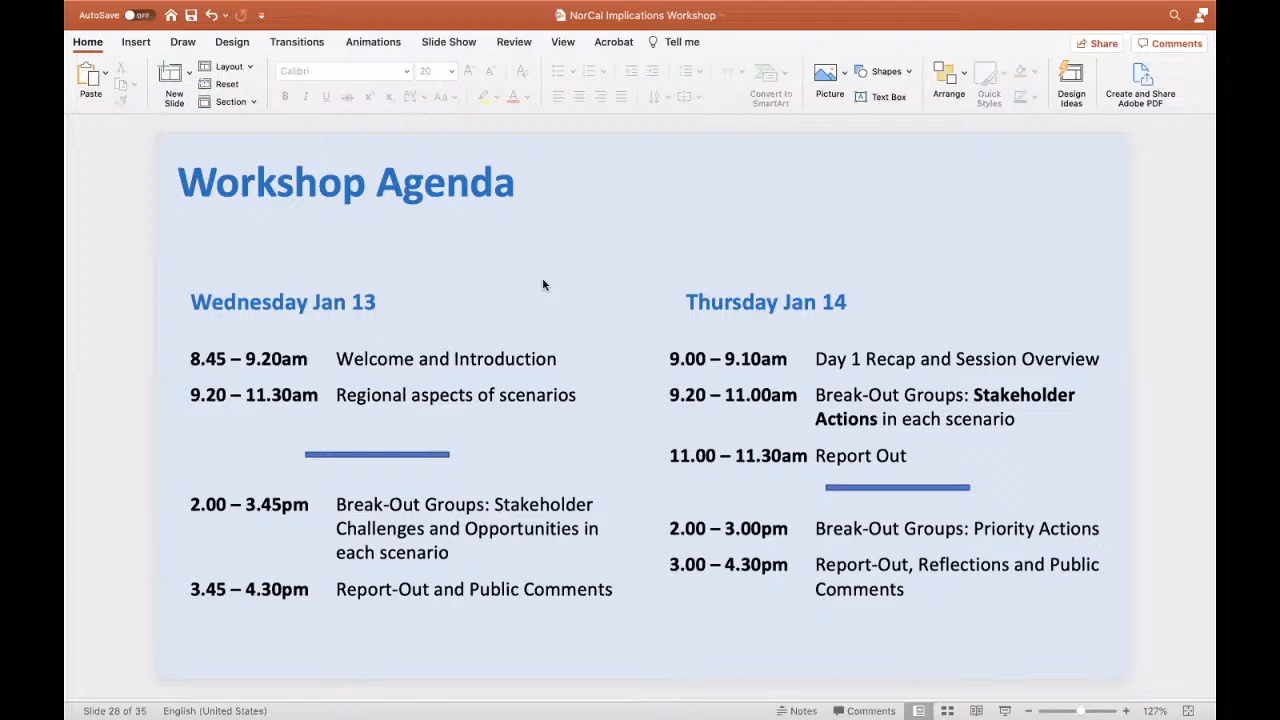 AutoSave OFF
NorCal Implications Workshop
Home Insert Draw Design Transitions Animations Slide Show Review View Acrobat Tell me
Share Comments
Paste
New
Slide
Layout
Reset
Section
Calibri 20
Convert to
SmartArt
Picture
Shapes
Text Box
Arrange
Quick
Styles
Design
Ideas
Create and Share
Adobe PDF
Workshop Agenda
Wednesday Jan 13
8.45 – 9.20am Welcome and Introduction
9.20 – 11.30am Regional aspects of scenarios
2.00 – 3.45pm Break-Out Groups: Stakeholder
Challenges and Opportunities in
each scenario
3.45 – 4.30pm Report-Out and Public Comments
Thursday Jan 14
9.00 – 9.10am Day 1 Recap and Session Overview
9.20 – 11.00am Break-Out Groups: Stakeholder
Actions in each scenario
11.00 – 11.30am Report Out
2.00 – 3.00pm Break-Out Groups: Priority Actions
3.00 – 4.30pm Report-Out, Reflections and Public
Comments
Slide 28 of 35 English (United States)
Notes Comments 127%